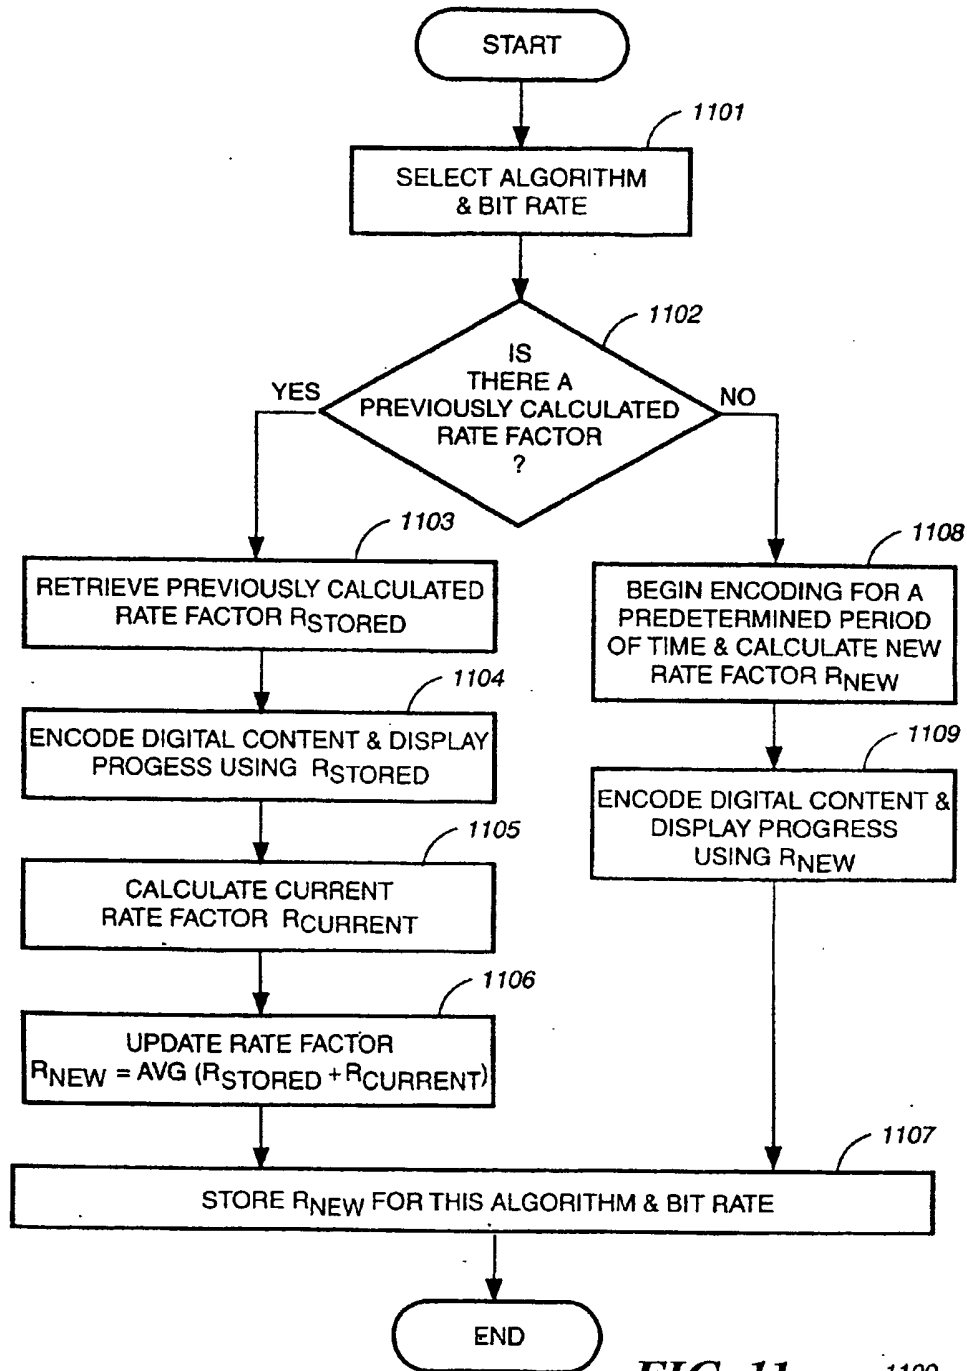 START
1101
SELECT ALGORITHM
& BIT RATE
1102
IS
THERE A
PREVIOUSLY CALCULATED
RATE FACTOR
?
YES
NO
1103
RETRIEVE PREVIOUSLY CALCULATED
RATE FACTOR RSTORED
1108
BEGIN ENCODING FOR A
PREDETERMINED PERIOD
OF TIME & CALCULATE NEW
RATE FACTOR RNEW
1104
ENCODE DIGITAL CONTENT & DISPLAY
PROGESS USING RSTORED
1109
ENCODE DIGITAL CONTENT &
DISPLAY PROGRESS
USING RNEW
1105
CALCULATE CURRENT
RATE FACTOR RCURRENT
1106
UPDATE RATE FACTOR
RNEW = AVG (RSTORED + RCURRENT)
1107
STORE RNEW FOR THIS ALGORITHM & BIT RATE
END